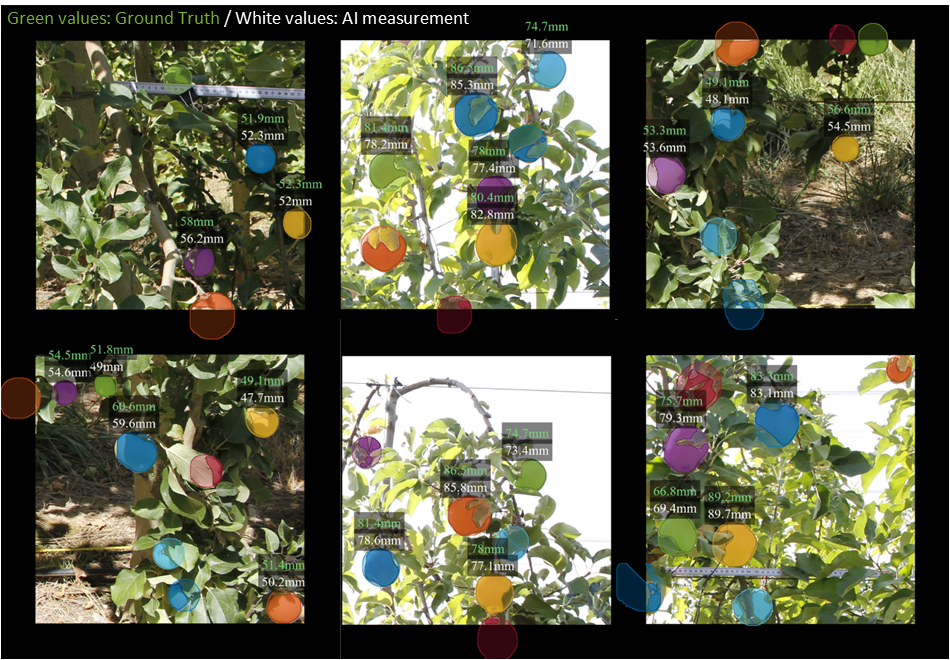 Green values: Ground Truth / White values: AI measurement
51.9mm
52.3mm
52.3mm
52mm
58mm
56.2mm
74.7mm
71.6mm
86.5mm
85.3mm
81.4mm
78.2mm
78mm
77.4mm
80.4mm
82.8mm
49.1mm
48.1mm
56.6mm
54.5mm
53.3mm
53.6mm
54.5mm
54.6mm
51.8mm
49mm
60.6mm
59.6mm
49.1mm
47.7mm
51.4mm
50.2mm
74.7mm
73.4mm
86.5mm
85.8mm
81.4mm
78.6mm
78mm
77.1mm
83.3mm
83.1mm
75.7mm
79.3mm
66.8mm
69.4mm
89.2mm
89.7mm